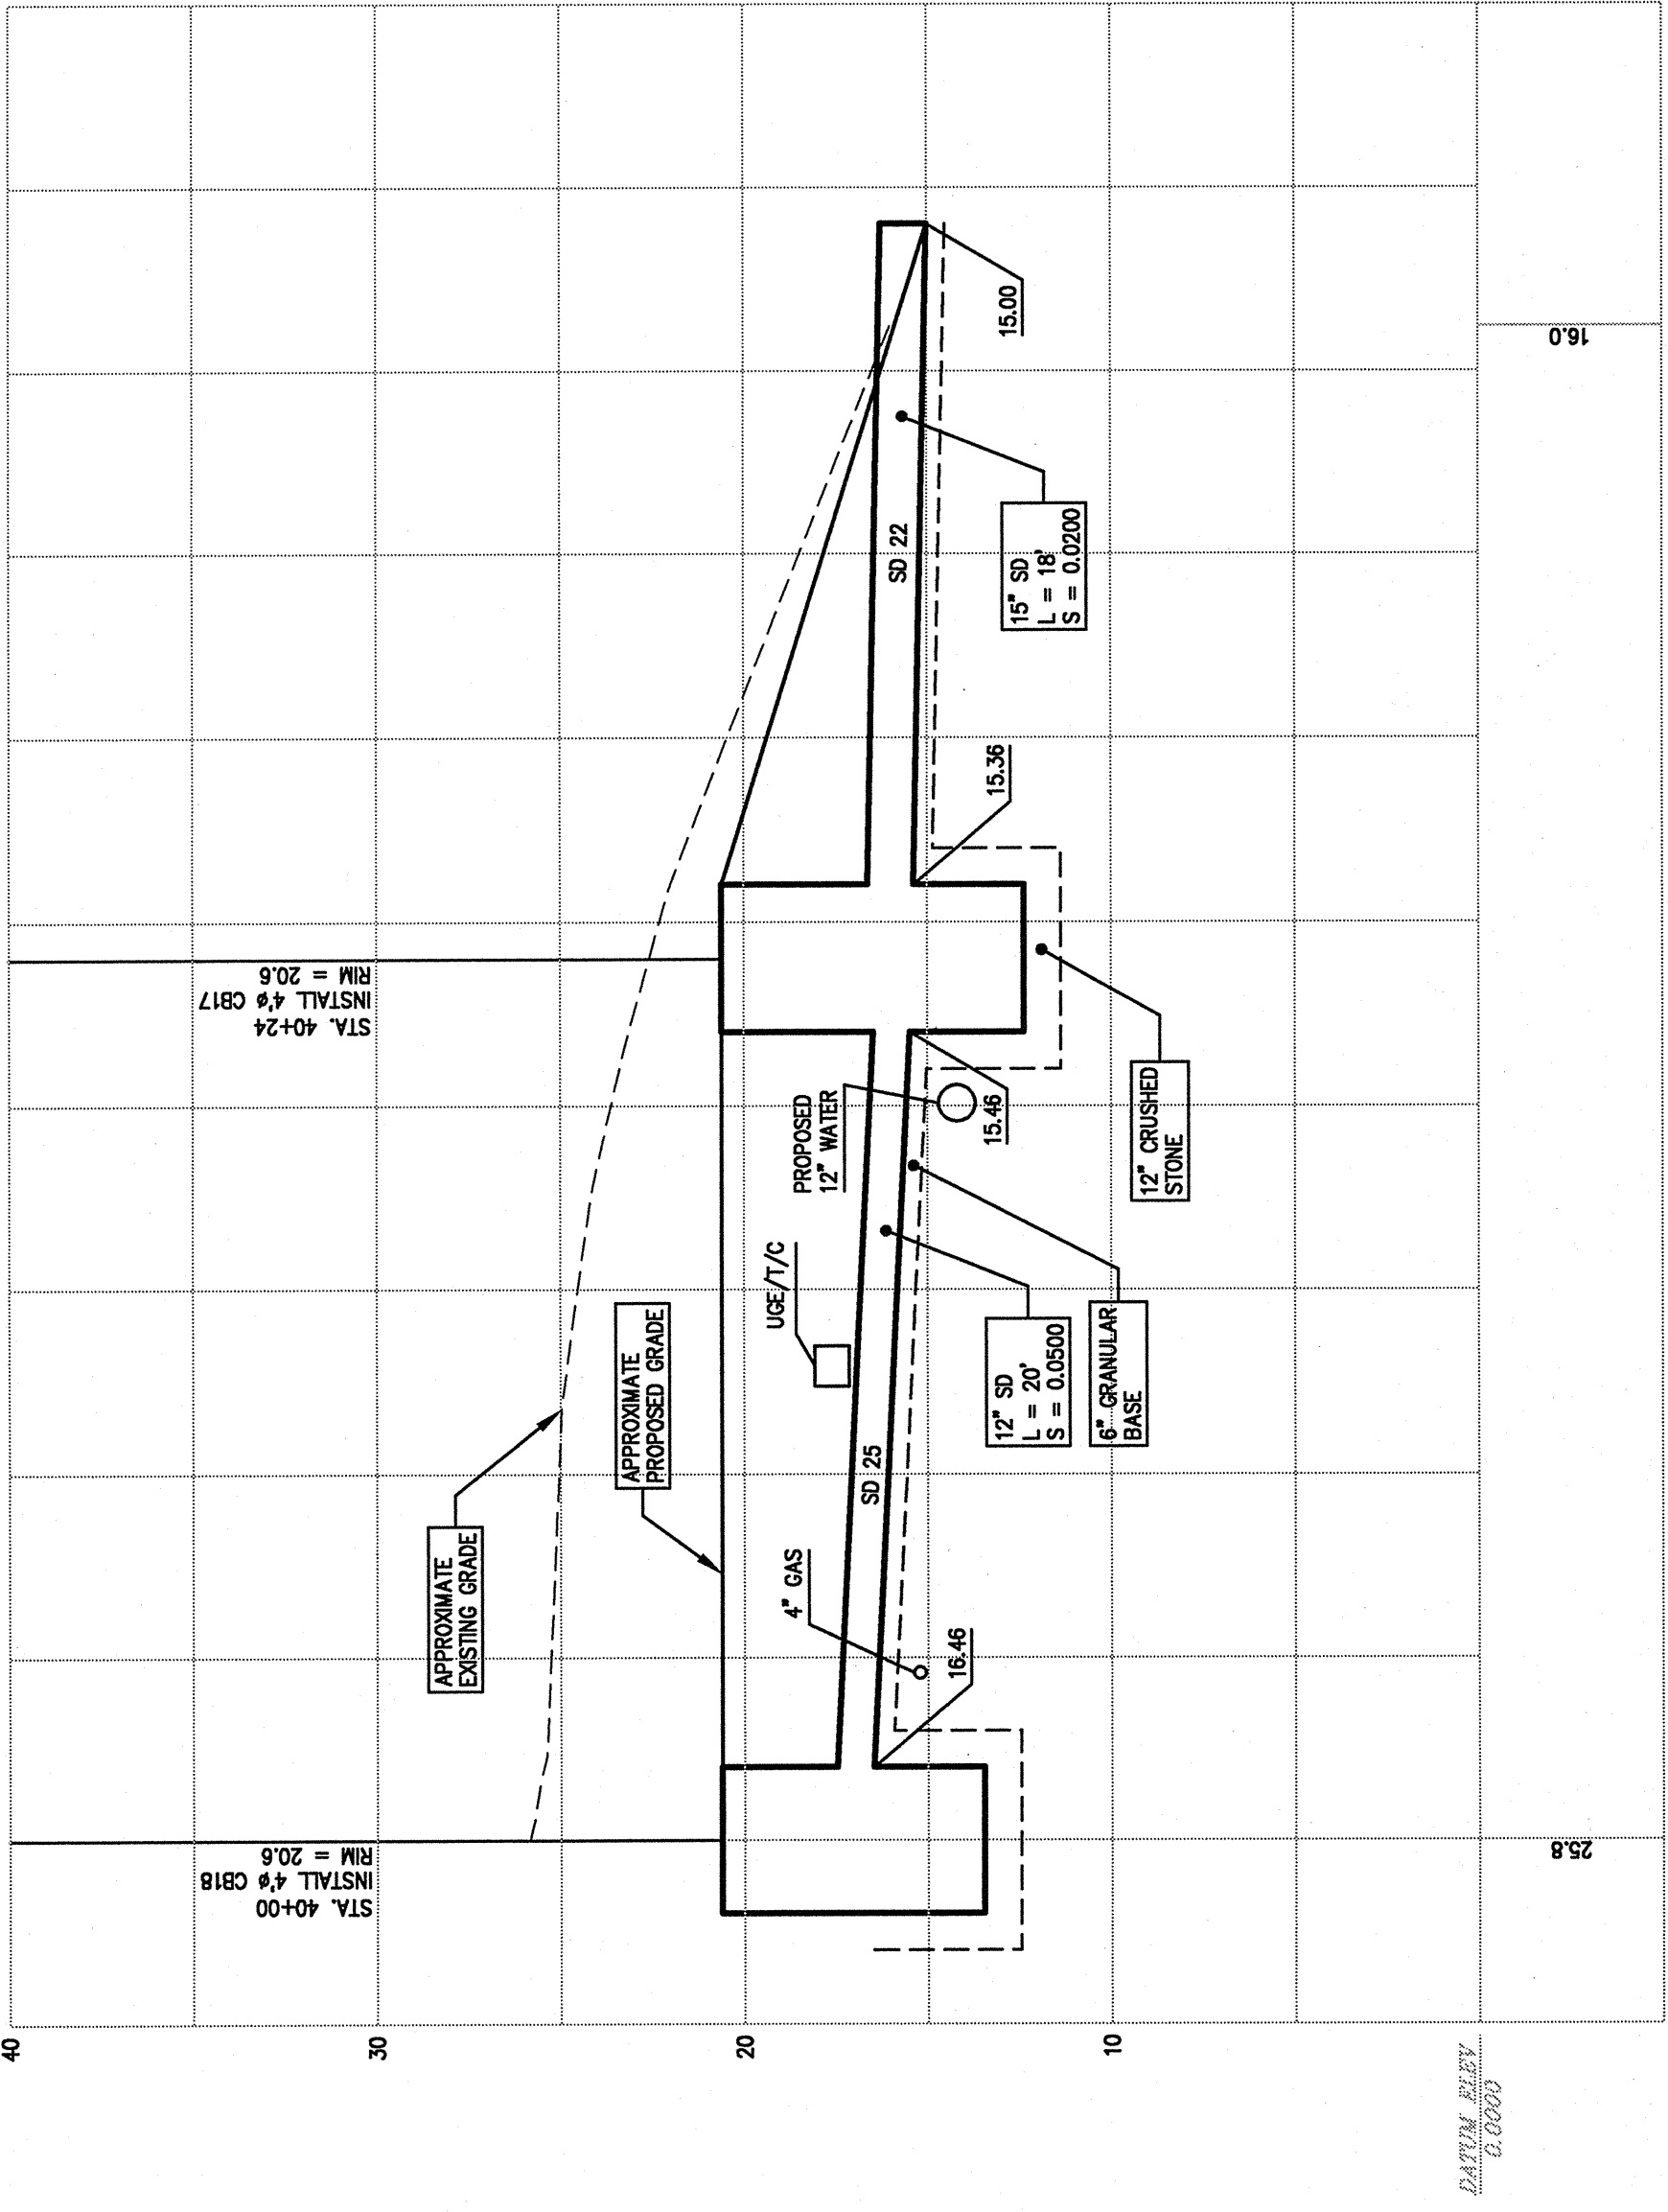 40
30
20
10
DATUM ELEV
0.0000
STA. 40+00
INSTALL 4'ø CB18
RIM = 20.6
STA. 40+24
INSTALL 4'ø CB17
RIM = 20.6
APPROXIMATE
EXISTING GRADE
APPROXIMATE
PROPOSED GRADE
4" GAS
UGE/T/C
PROPOSED
12" WATER
SD 25
SD 22
16.46
15.46
15.36
15.00
12" SD
L = 20'
S = 0.0500
6" GRANULAR
BASE
12" CRUSHED
STONE
15" SD
L = 18'
S = 0.0200
25.8
16.0